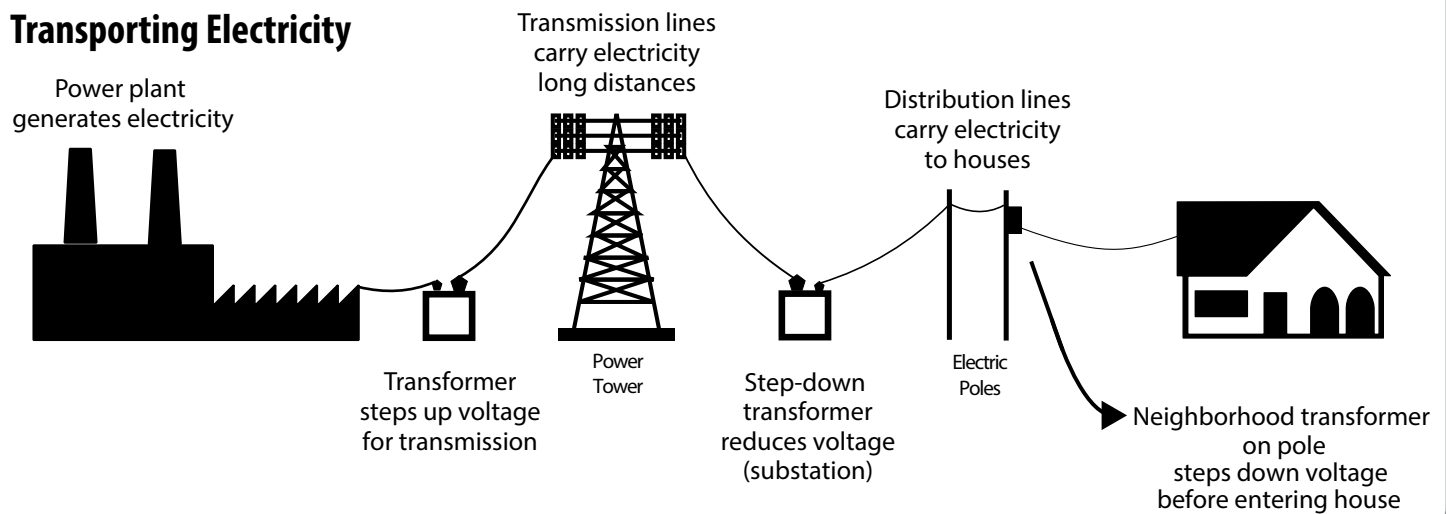 Transporting Electricity
Power plant
generates electricity
Transmission lines
carry electricity
long distances
Distribution lines
carry electricity
to houses
Transformer
steps up voltage
for transmission
Power
Tower
Step-down
transformer
reduces voltage
(substation)
Electric
Poles
Neighborhood transformer
on pole
steps down voltage
before entering house